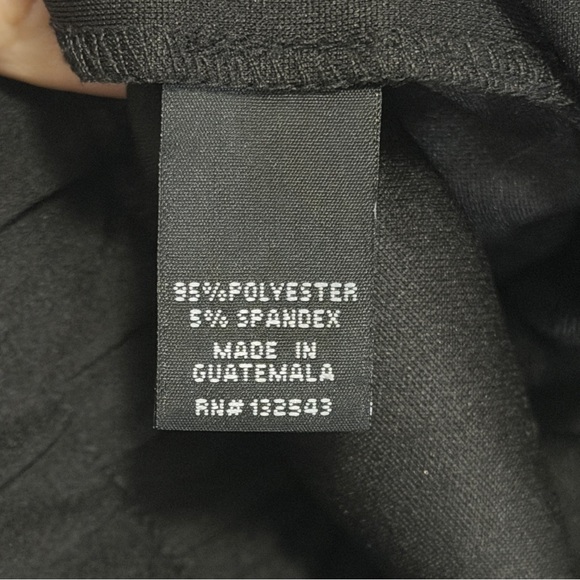 95%POLYESTER
5% SPANDEX
MADE IN
GUATEMALA
RN# 132543